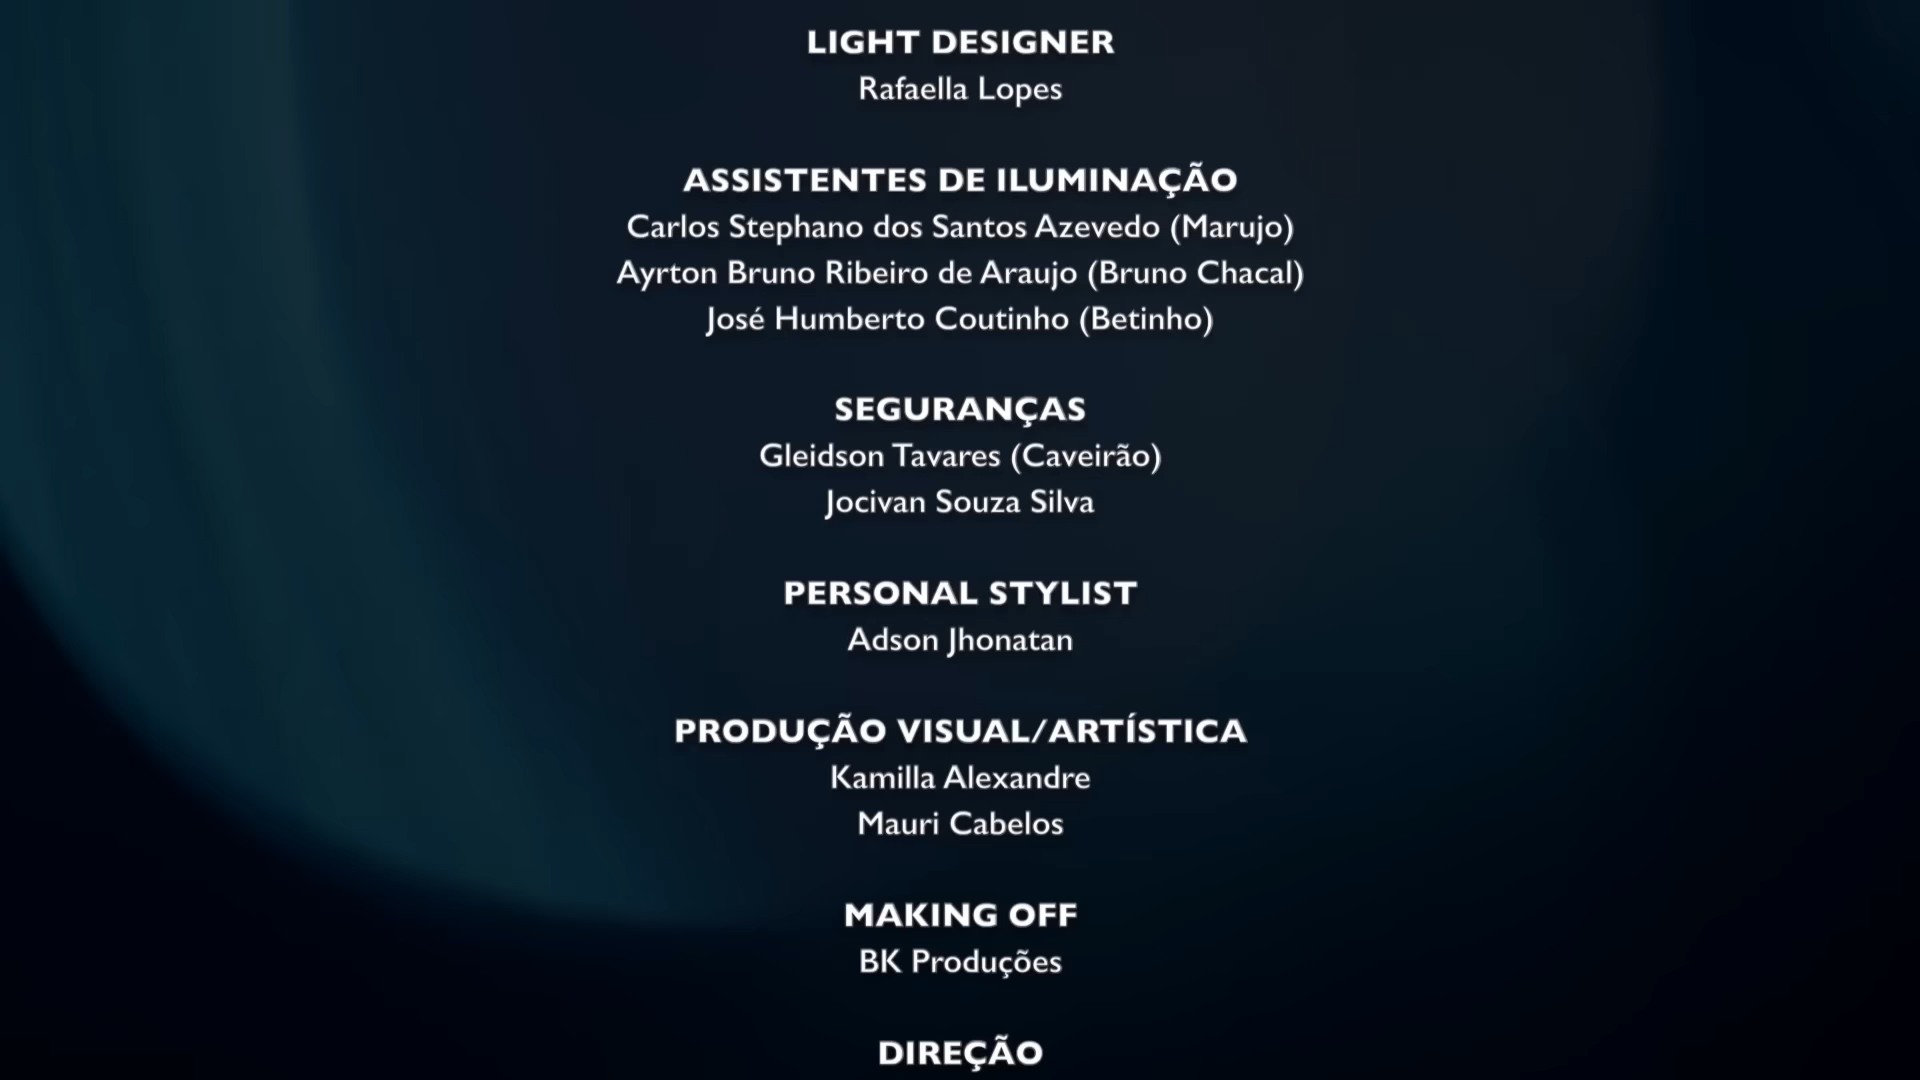 LIGHT DESIGNER
Rafaella Lopes
ASSISTENTES DE ILUMINAÇÃO
Carlos Stephano dos Santos Azevedo (Marujo)
Ayrton Bruno Ribeiro de Araujo (Bruno Chacal)
José Humberto Coutinho (Betinho)
SEGURANÇAS
Gleidson Tavares (Caveirão)
Jocivan Souza Silva
PERSONAL STYLIST
Adson Jhonatan
PRODUÇÃO VISUAL/ARTÍSTICA
Kamilla Alexandre
Mauri Cabelos
MAKING OFF
BK Produções
DIREÇÃO